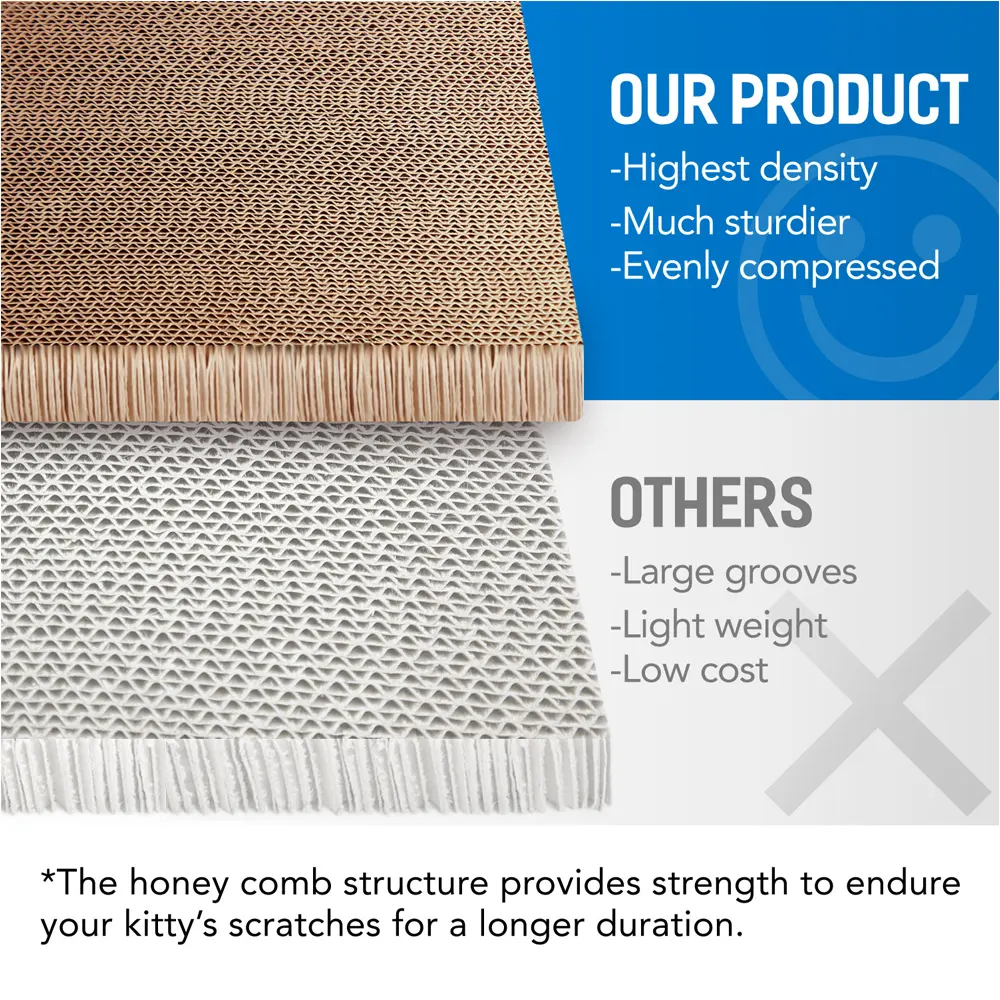 OUR PRODUCT
-Highest density
-Much sturdier
-Evenly compressed
OTHERS
-Large grooves
-Light weight
-Low cost
*The honey comb structure provides strength to endure
your kitty’s scratches for a longer duration.